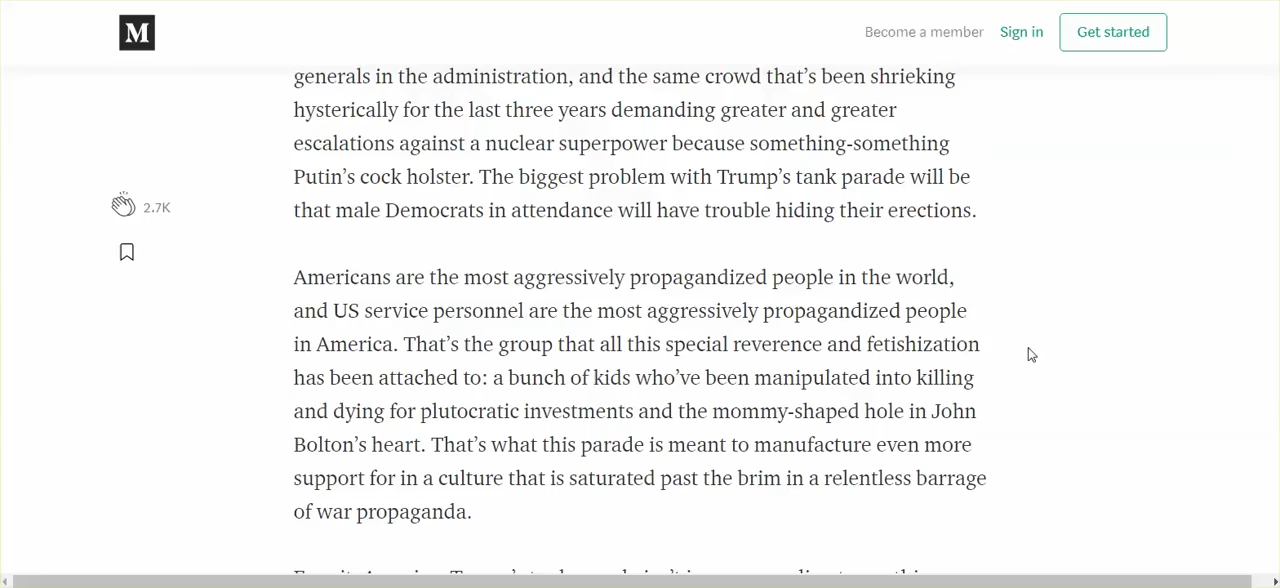 M
Become a member Sign in Get started
generals in the administration, and the same crowd that’s been shrieking
hysterically for the last three years demanding greater and greater
escalations against a nuclear superpower because something-something
Putin’s cock holster. The biggest problem with Trump’s tank parade will be
that male Democrats in attendance will have trouble hiding their erections.
2.7K
Americans are the most aggressively propagandized people in the world,
and US service personnel are the most aggressively propagandized people
in America. That’s the group that all this special reverence and fetishization
has been attached to: a bunch of kids who’ve been manipulated into killing
and dying for plutocratic investments and the mommy-shaped hole in John
Bolton’s heart. That’s what this parade is meant to manufacture even more
support for in a culture that is saturated past the brim in a relentless barrage
of war propaganda.